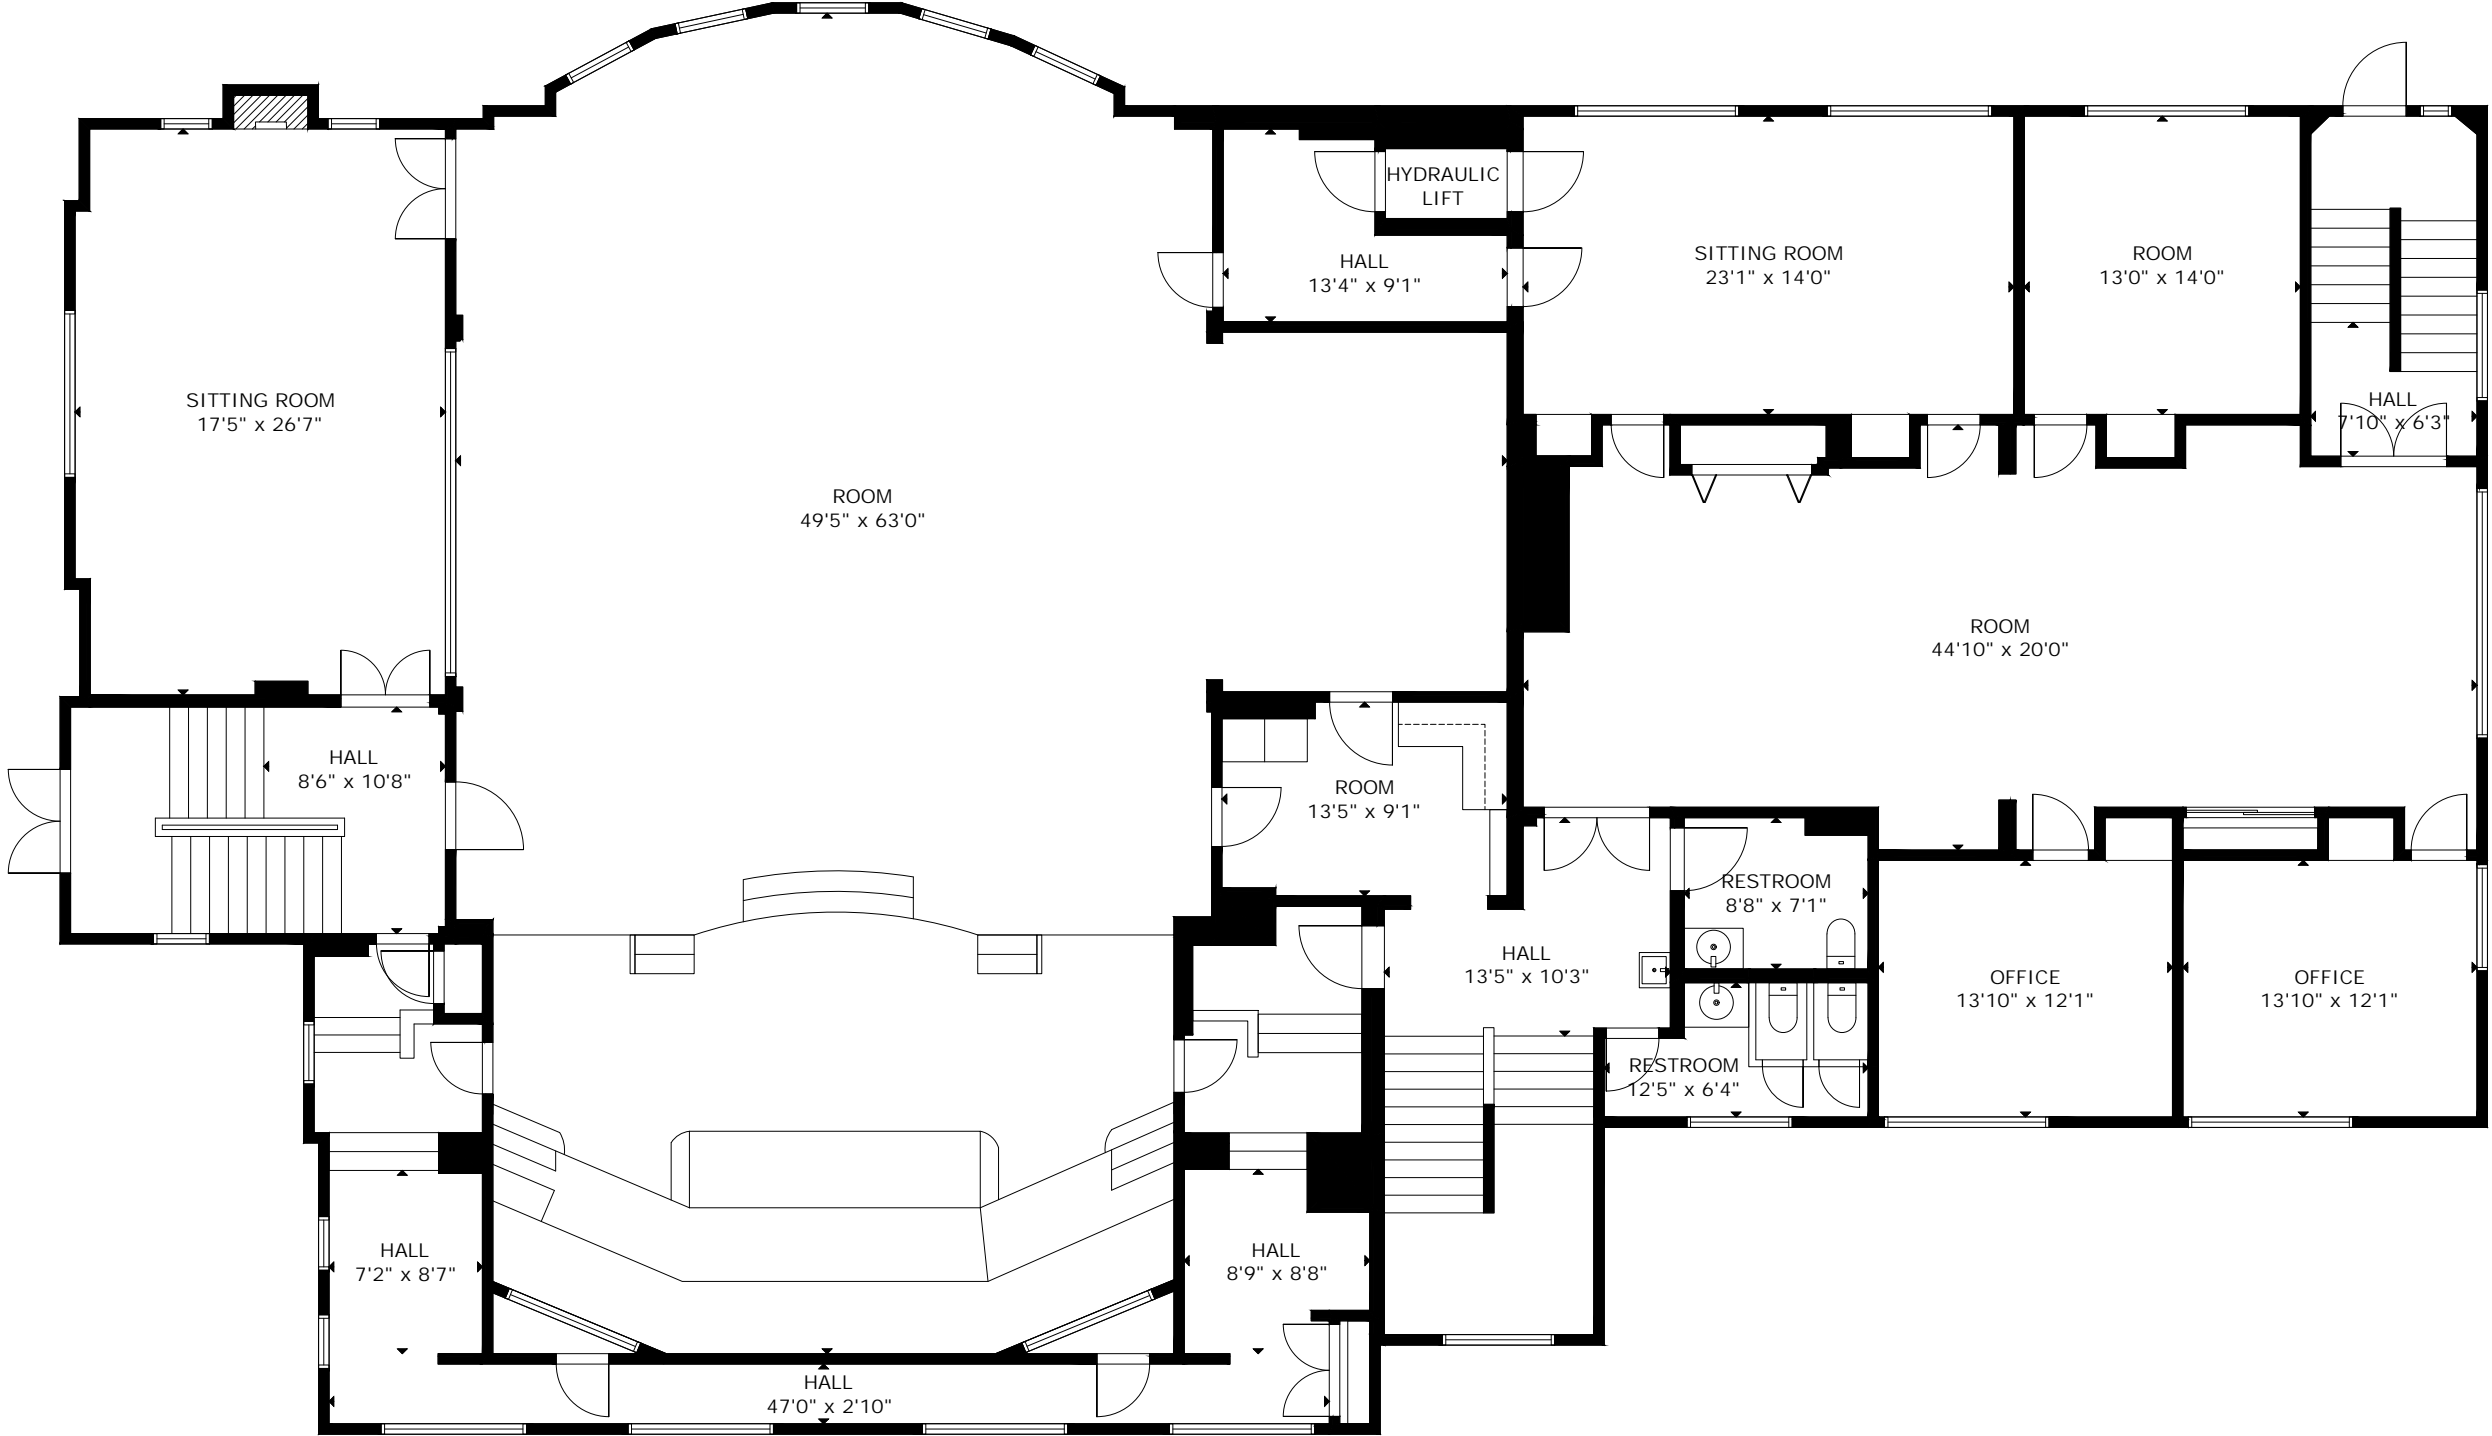 HYDRAULIC
LIFT
HALL
13'4" x 9'1"
SITTING ROOM
23'1" x 14'0"
ROOM
13'0" x 14'0"
SITTING ROOM
17'5" x 26'7"
HALL
7'10" x 6'3"
ROOM
49'5" x 63'0"
ROOM
44'10" x 20'0"
HALL
8'6" x 10'8"
ROOM
13'5" x 9'1"
RESTROOM
8'8" x 7'1"
HALL
13'5" x 10'3"
OFFICE
13'10" x 12'1"
OFFICE
13'10" x 12'1"
RESTROOM
12'5" x 6'4"
HALL
7'2" x 8'7"
HALL
8'9" x 8'8"
HALL
47'0" x 2'10"